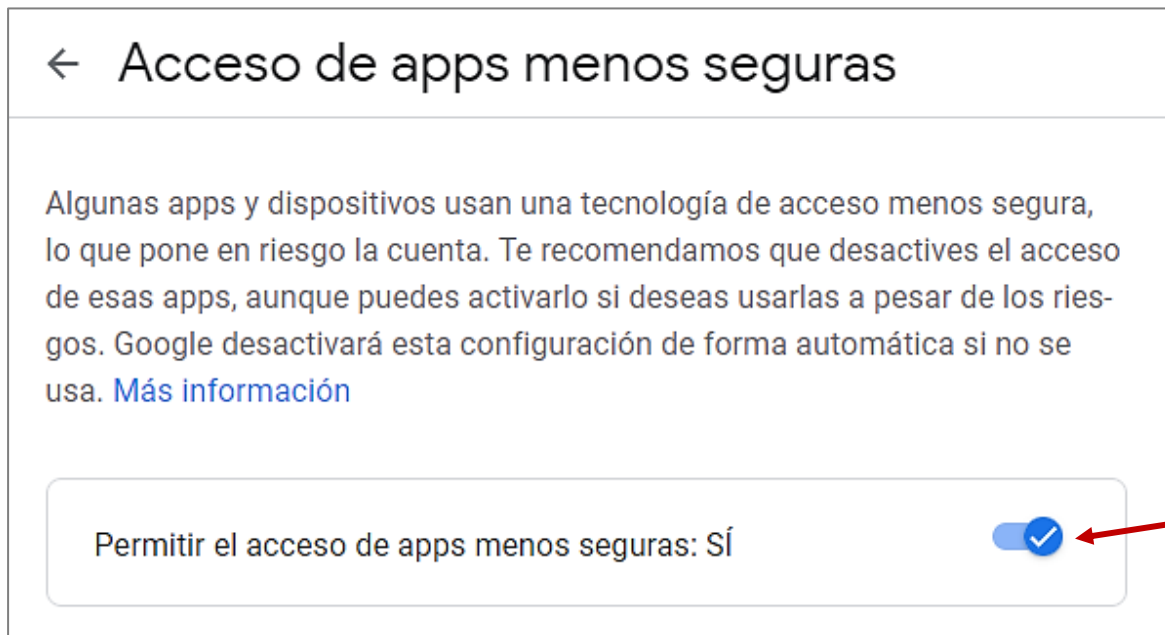 Acceso de apps menos seguras
Algunas apps y dispositivos usan una tecnología de acceso menos segura,
lo que pone en riesgo la cuenta. Te recomendamos que desactives el acceso
de esas apps, aunque puedes activarlo si deseas usarlas a pesar de los ries-
gos. Google desactivará esta configuración de forma automática si no se
usa. Más información
Permitir el acceso de apps menos seguras: SÍ